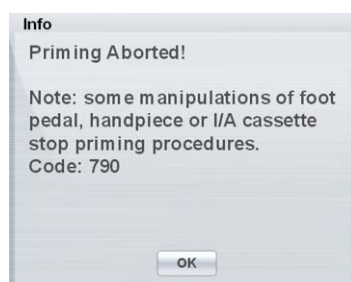 Info
Priming Aborted!
Note: some manipulations of foot
pedal, handpiece or I/A cassette
stop priming procedures.
Code: 790
OK